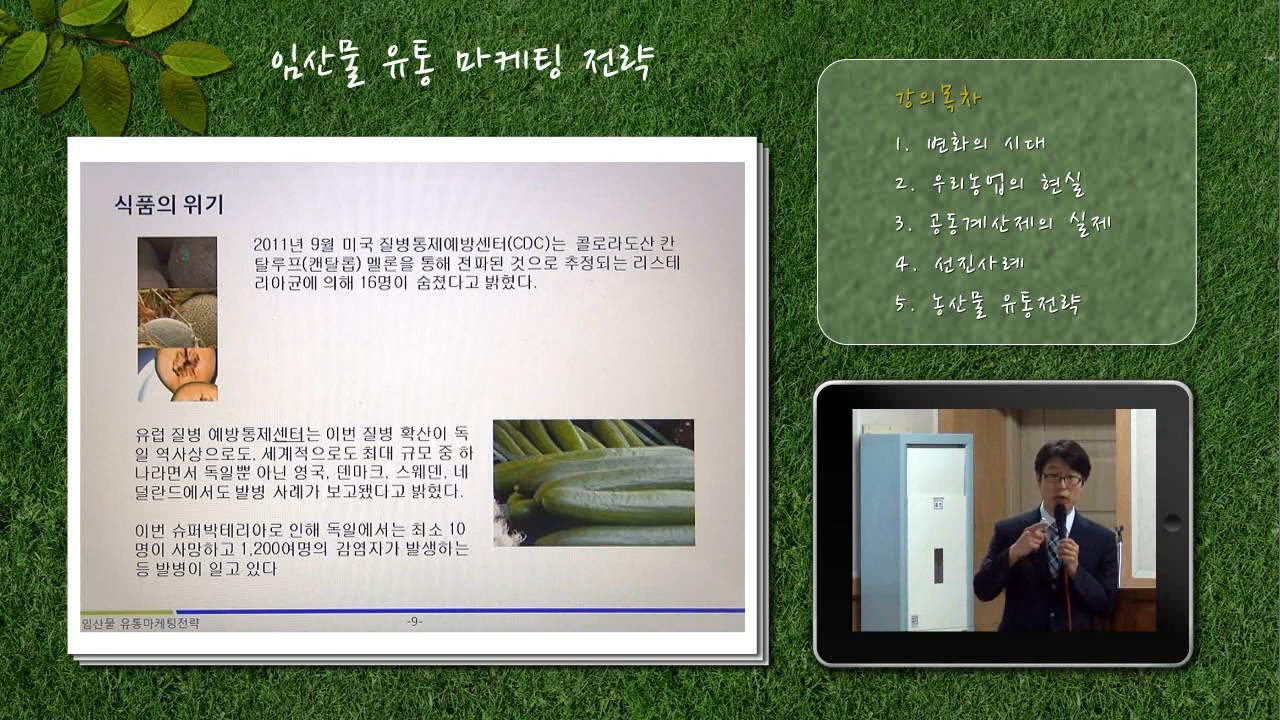 임산물 유통 마케팅 전략
식품의 위기
2011년 9월 미국 질병통제예방센터(CDC)는 콜로라도산 칸
탈루프(캔탈롭) 멜론을 통해 전파된 것으로 추정되는 리스테
리아균에 의해 16명이 숨졌다고 밝혔다.
유럽 질병 예방통제센터는 이번 질병 확산이 독
일 역사상으로도, 세계적으로도 최대 규모 중 하
나라면서 독일뿐 아닌 영국, 덴마크, 스웨덴, 네
덜란드에서도 발병 사례가 보고됐다고 밝혔다.
이번 슈퍼박테리아로 인해 독일에서는 최소 10
명이 사망하고 1,200여명의 감염자가 발생하는
등 발병이 일고 있다
임산물 유통마케팅전략
-9-
강의목차
1. 변화의 시대
2. 우리농업의 현실
3. 공동계산제의 실제
4. 선진사례
5. 농산물 유통전략